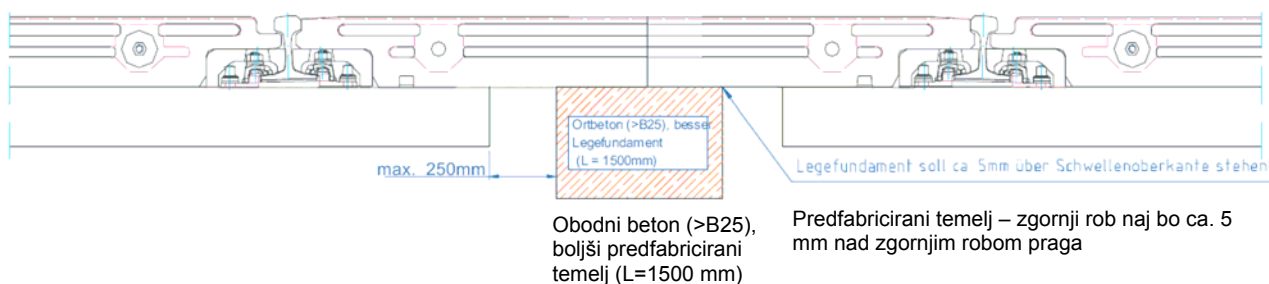 Ortbeton (>B25), besser
Legefundament
(L = 1500mm)
max. 250mm
Legefundament soll ca 5mm über Schwellenoberkante stehen
Obodni beton (>B25),
boljši predfabricirani
temelj (L=1500 mm)
Predfabricirani temelj – zgornji rob naj bo ca. 5
mm nad zgornjim robom praga